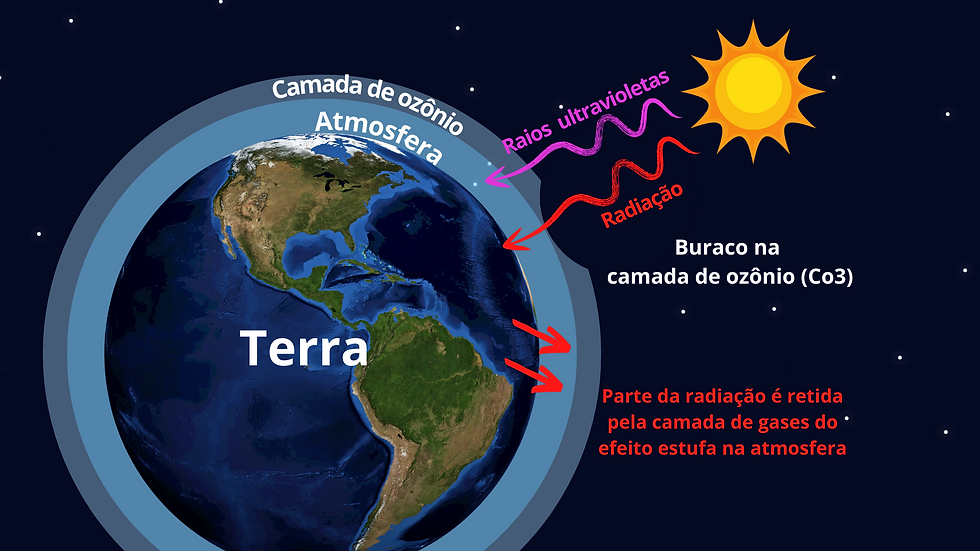 Camada de ozônio
Atmosfera
Raios ultravioletas
Radiação
Buraco na
camada de ozônio (Co3)
Terra
Parte da radiação é retida
pela camada de gases do
efeito estufa na atmosfera